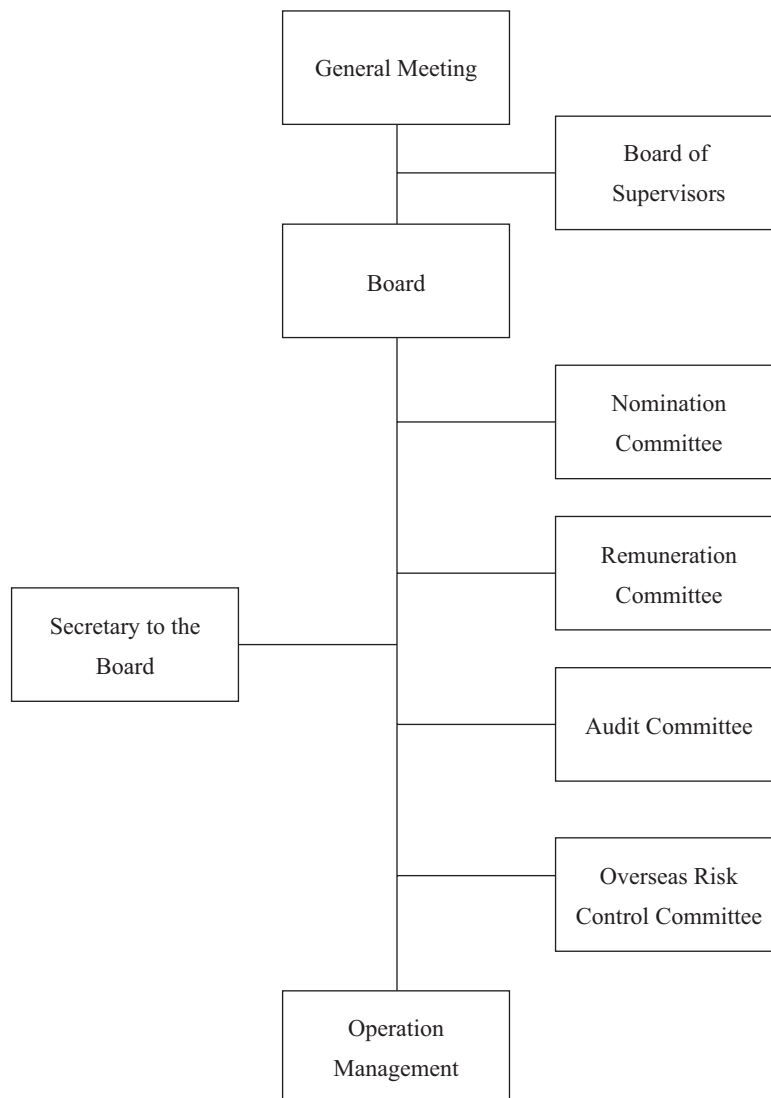 General Meeting
Board of
Supervisors
Board
Nomination
Committee
Remuneration
Committee
Secretary to the
Board
Audit Committee
Overseas Risk
Control Committee
Operation
Management